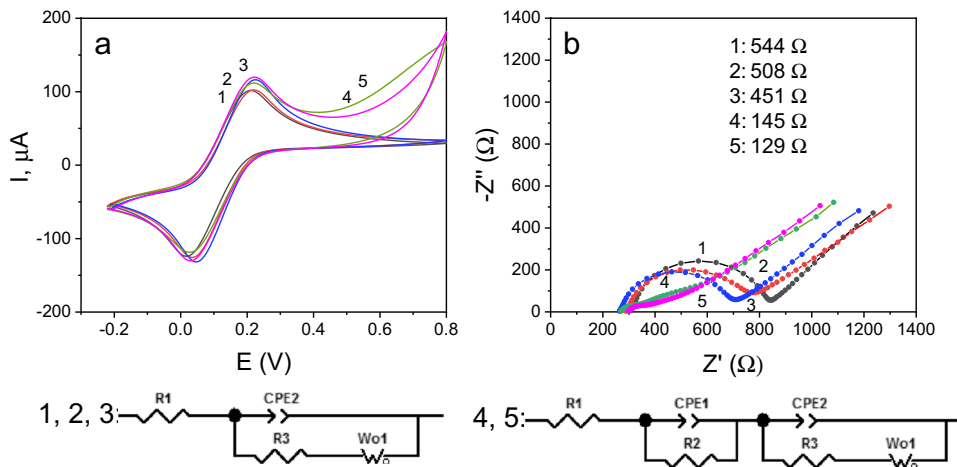 a
200
100
0
-100
-200
I, µA
1
2
3
4
5
-0.2
0.0
0.2
0.4
0.6
0.8
E (V)
b
1400
1200
1000
800
600
400
200
0
-Z" (Ω)
1: 544 Ω
2: 508 Ω
3: 451 Ω
4: 145 Ω
5: 129 Ω
1
2
3
4
5
0
200
400
600
800
1000
1200
1400
Z' (Ω)
1, 2, 3:
R1
CPE2
R3
Wo1
4, 5:
R1
CPE1
R2
CPE2
R3
Wo1